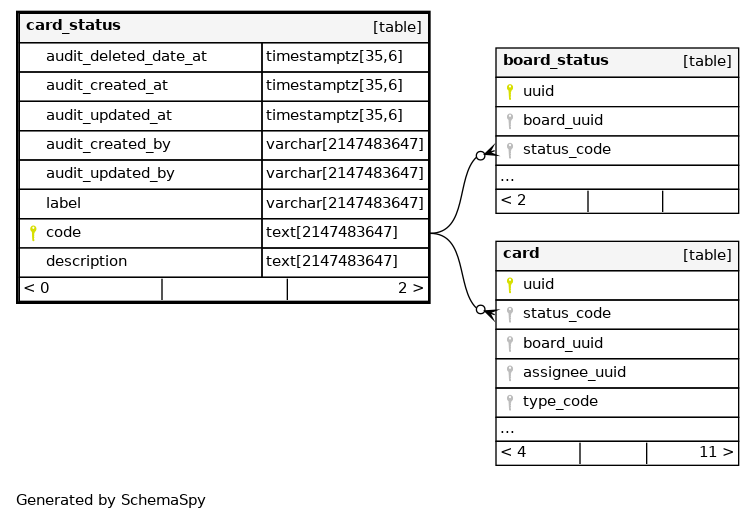 card_status [table]
audit_deleted_date_at timestamptz[35,6]
audit_created_at timestamptz[35,6]
audit_updated_at timestamptz[35,6]
audit_created_by varchar[2147483647]
audit_updated_by varchar[2147483647]
label varchar[2147483647]
code text[2147483647]
description text[2147483647]
< 0 2 >
board_status [table]
uuid
board_uuid
status_code
...
< 2
card [table]
uuid
status_code
board_uuid
assignee_uuid
type_code
...
< 4 11 >
Generated by SchemaSpy